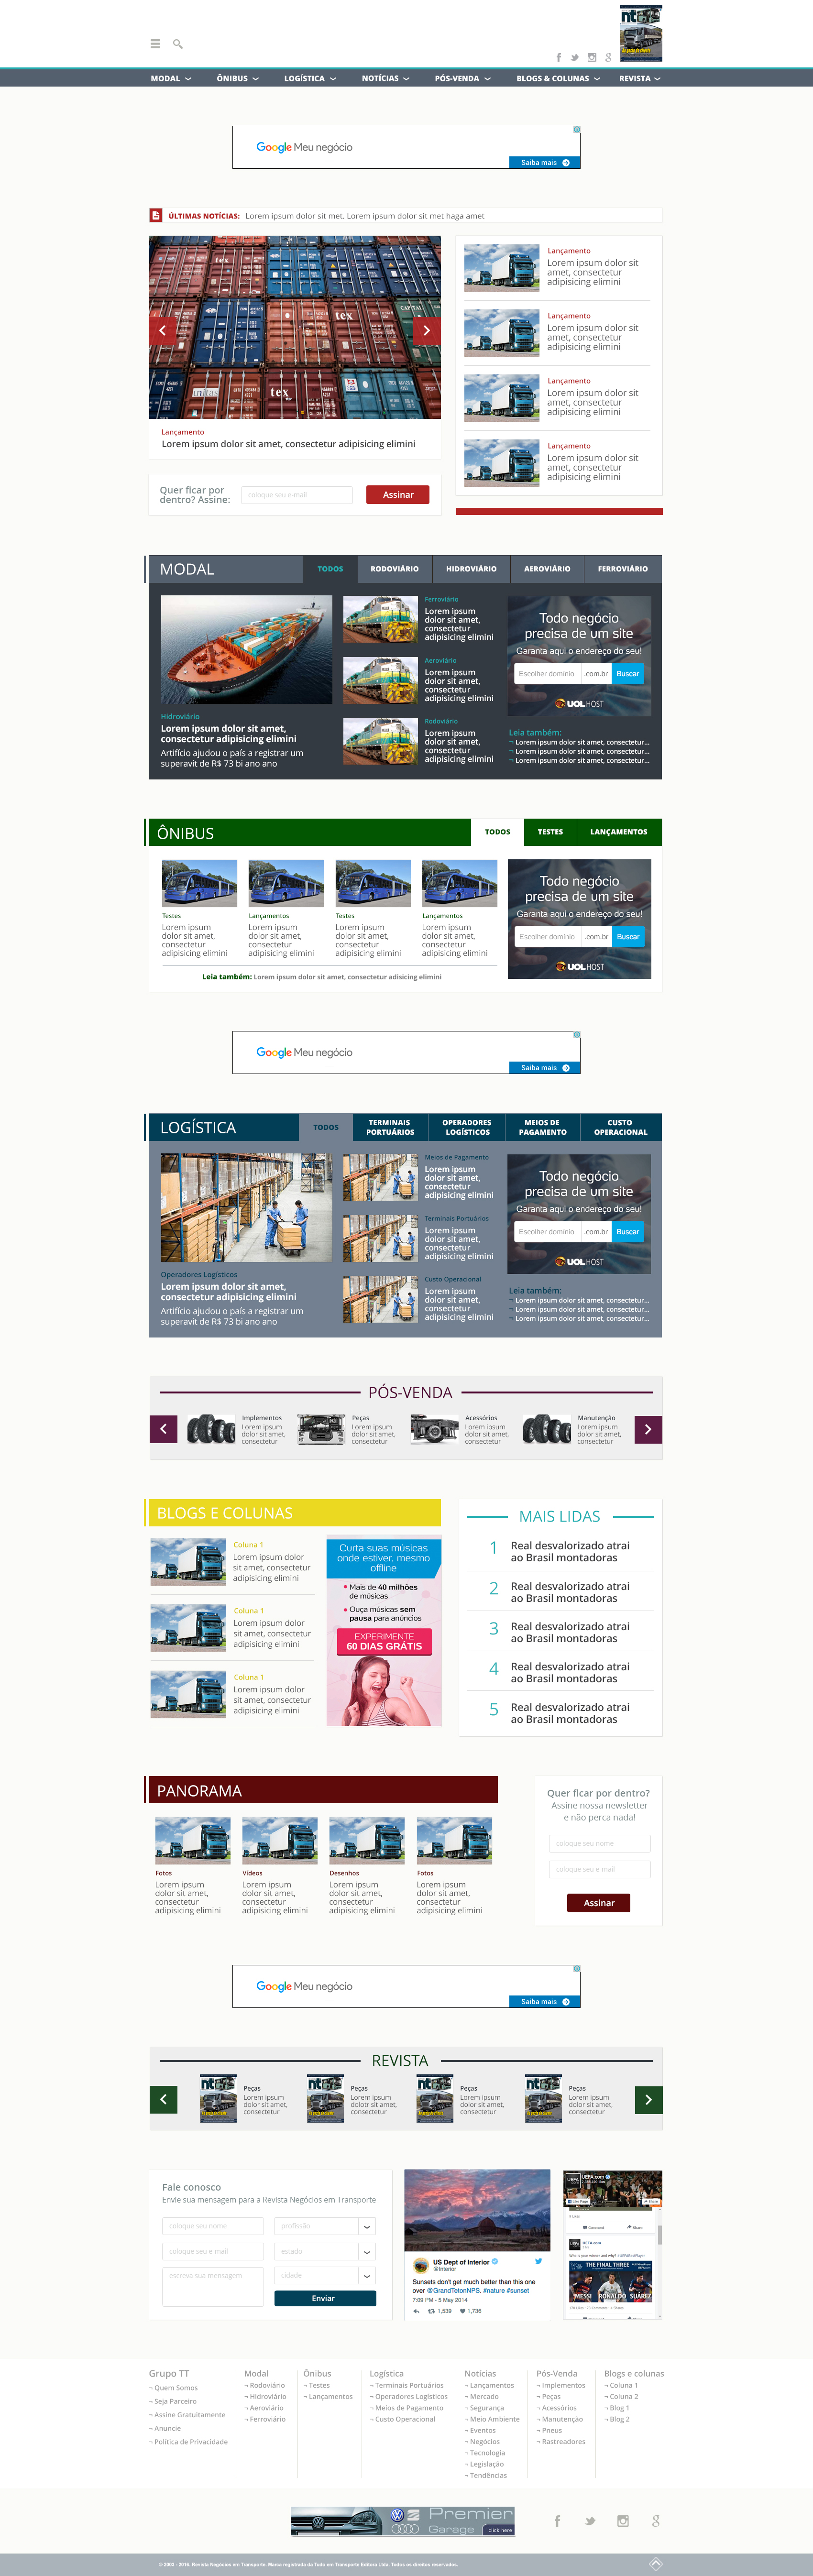 nt
MODAL ÔNIBUS LOGÍSTICA NOTÍCIAS PÓS-VENDA BLOGS & COLUNAS REVISTA
Google Meu negócio
Saiba mais
ÚLTIMAS NOTÍCIAS: Lorem ipsum dolor sit met. Lorem ipsum dolor sit met haga amet
CAPITAL
tex
tex
Lançamento
Lorem ipsum dolor sit amet, consectetur adipisicing elimini
Quer ficar por
dentro? Assine:
coloque seu e-mail
Assinar
Lançamento
Lorem ipsum dolor sit
amet, consectetur
adipisicing elimini
Lançamento
Lorem ipsum dolor sit
amet, consectetur
adipisicing elimini
Lançamento
Lorem ipsum dolor sit
amet, consectetur
adipisicing elimini
Lançamento
Lorem ipsum dolor sit
amet, consectetur
adipisicing elimini
MODAL
TODOS RODOVIÁRIO HIDROVIÁRIO AEROVIÁRIO FERROVIÁRIO
Hidroviário
Lorem ipsum dolor sit amet,
consectetur adipisicing elimini
Artifício ajudou o país a registrar um
superavit de R$ 73 bi ano ano
Ferroviário
Lorem ipsum
dolor sit amet,
consectetur
adipisicing elimini
Aeroviário
Lorem ipsum
dolor sit amet,
consectetur
adipisicing elimini
Rodoviário
Lorem ipsum
dolor sit amet,
consectetur
adipisicing elimini
Todo negócio
precisa de um site
Garanta aqui o endereço do seu!
Escolher domínio .com.br Buscar
UOL HOST
Leia também:
¬ Lorem ipsum dolor sit amet, consectetur...
¬ Lorem ipsum dolor sit amet, consectetur...
¬ Lorem ipsum dolor sit amet, consectetur...
ÔNIBUS
TODOS TESTES LANÇAMENTOS
Testes
Lorem ipsum
dolor sit amet,
consectetur
adipisicing elimini
Lançamentos
Lorem ipsum
dolor sit amet,
consectetur
adipisicing elimini
Testes
Lorem ipsum
dolor sit amet,
consectetur
adipisicing elimini
Lançamentos
Lorem ipsum
dolor sit amet,
consectetur
adipisicing elimini
Leia também: Lorem ipsum dolor sit amet, consectetur adisicing elimini
Todo negócio
precisa de um site
Garanta aqui o endereço do seu!
Escolher domínio .com.br Buscar
UOL HOST
Google Meu negócio
Saiba mais
LOGÍSTICA
TODOS
TERMINAIS
PORTUÁRIOS
OPERADORES
LOGÍSTICOS
MEIOS DE
PAGAMENTO
CUSTO
OPERACIONAL
Operadores Logísticos
Lorem ipsum dolor sit amet,
consectetur adipisicing elimini
Artifício ajudou o país a registrar um
superavit de R$ 73 bi ano ano
Meios de Pagamento
Lorem ipsum
dolor sit amet,
consectetur
adipisicing elimini
Terminais Portuários
Lorem ipsum
dolor sit amet,
consectetur
adipisicing elimini
Custo Operacional
Lorem ipsum
dolor sit amet,
consectetur
adipisicing elimini
Todo negócio
precisa de um site
Garanta aqui o endereço do seu!
Escolher domínio .com.br Buscar
UOL HOST
Leia também:
¬ Lorem ipsum dolor sit amet, consectetur...
¬ Lorem ipsum dolor sit amet, consectetur...
¬ Lorem ipsum dolor sit amet, consectetur...
PÓS-VENDA
Implementos
Lorem ipsum
dolor sit amet,
consectetur
Peças
Lorem ipsum
dolor sit amet,
consectetur
Acessórios
Lorem ipsum
dolor sit amet,
consectetur
Manutenção
Lorem ipsum
dolor sit amet,
consectetur
BLOGS E COLUNAS
Coluna 1
Lorem ipsum dolor
sit amet, consectetur
adipisicing elimini
Coluna 1
Lorem ipsum dolor
sit amet, consectetur
adipisicing elimini
Coluna 1
Lorem ipsum dolor
sit amet, consectetur
adipisicing elimini
Curta suas músicas
onde estiver, mesmo
offline
• Mais de 40 milhões
de músicas
• Ouça músicas sem
pausa para anúncios
EXPERIMENTE
60 DIAS GRÁTIS
MAIS LIDAS
1 Real desvalorizado atrai
ao Brasil montadoras
2 Real desvalorizado atrai
ao Brasil montadoras
3 Real desvalorizado atrai
ao Brasil montadoras
4 Real desvalorizado atrai
ao Brasil montadoras
5 Real desvalorizado atrai
ao Brasil montadoras
PANORAMA
Fotos
Lorem ipsum
dolor sit amet,
consectetur
adipisicing elimini
Vídeos
Lorem ipsum
dolor sit amet,
consectetur
adipisicing elimini
Desenhos
Lorem ipsum
dolor sit amet,
consectetur
adipisicing elimini
Fotos
Lorem ipsum
dolor sit amet,
consectetur
adipisicing elimini
Quer ficar por dentro?
Assine nossa newsletter
e não perca nada!
coloque seu nome
coloque seu e-mail
Assinar
Google Meu negócio
Saiba mais
REVISTA
nt
Peças
Lorem ipsum
dolor sit amet,
consectetur
nt
Peças
Lorem ipsum
dolotr sit amet,
consectetur
nt
Peças
Lorem ipsum
dolor sit amet,
consectetur
nt
Peças
Lorem ipsum
dolor sit amet,
consectetur
Fale conosco
Envie sua mensagem para a Revista Negócios em Transporte
coloque seu nome profissão
coloque seu e-mail estado
escreva sua mensagem cidade
Enviar
US Dept of Interior
@Interior
Sunsets don't get much better than this one
over @GrandTetonNPS. #nature #sunset
7:09 PM - 5 May 2014
1,539 1,736
UEFA.com
Like Page Share
Comment Share
UEFA.com
THE FINAL THREE
MESSI RONALDO SUÁREZ
Grupo TT
¬ Quem Somos
¬ Seja Parceiro
¬ Assine Gratuitamente
¬ Anuncie
¬ Política de Privacidade
Modal
¬ Rodoviário
¬ Hidroviário
¬ Aeroviário
¬ Ferroviário
Ônibus
¬ Testes
¬ Lançamentos
Logística
¬ Terminais Portuários
¬ Operadores Logísticos
¬ Meios de Pagamento
¬ Custo Operacional
Notícias
¬ Lançamentos
¬ Mercado
¬ Segurança
¬ Meio Ambiente
¬ Eventos
¬ Negócios
¬ Tecnologia
¬ Legislação
¬ Tendências
Pós-Venda
¬ Implementos
¬ Peças
¬ Acessórios
¬ Manutenção
¬ Pneus
¬ Rastreadores
Blogs e colunas
¬ Coluna 1
¬ Coluna 2
¬ Blog 1
¬ Blog 2
Premier
Garage
click here
© 2003 - 2016. Revista Negócios em Transporte. Marca registrada da Todo em Transporte Editora Ltda. Todos os direitos reservados.